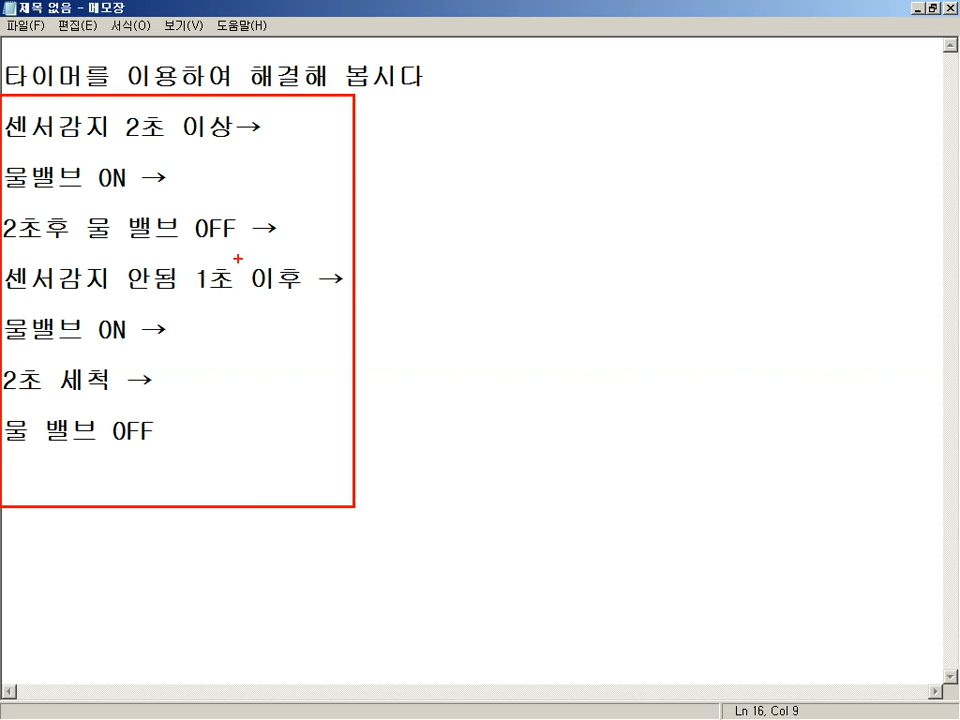 제목 없음 - 메모장
파일(F) 편집(E) 서식(O) 보기(V) 도움말(H)
타이머를 이용하여 해결해 봅시다
센서감지 2초 이상→
물밸브 ON →
2초후 물 밸브 OFF →
센서감지 안됨 1초 이후 →
물밸브 ON →
2초 세척 →
물 밸브 OFF
Ln 16, Col 9